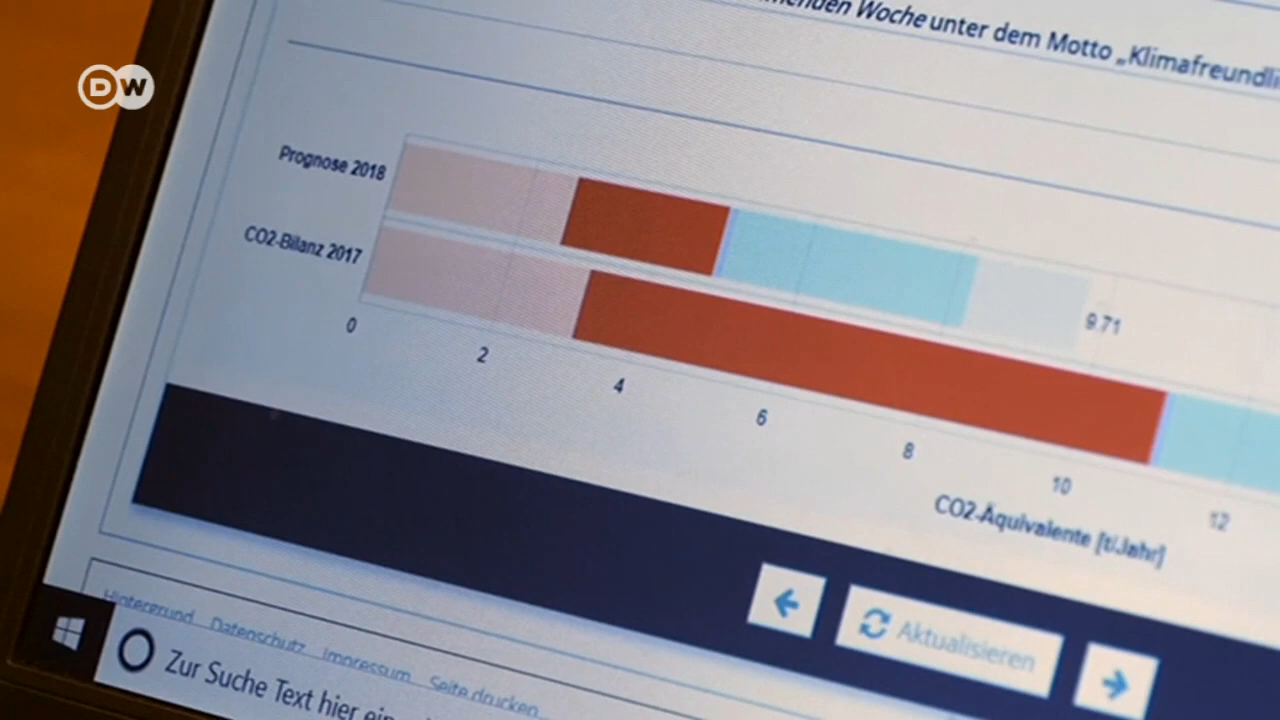 Woche unter dem Motto „Klimafreundli
DW
Prognose 2018
CO2-Bilanz 2017
9.71
0 2 4 6 8 10 12
CO2-Äquivalente [t/Jahr]
Aktualisieren
Hintergrund Datenschutz Impressum Seite drucken
Zur Suche Text hier ein